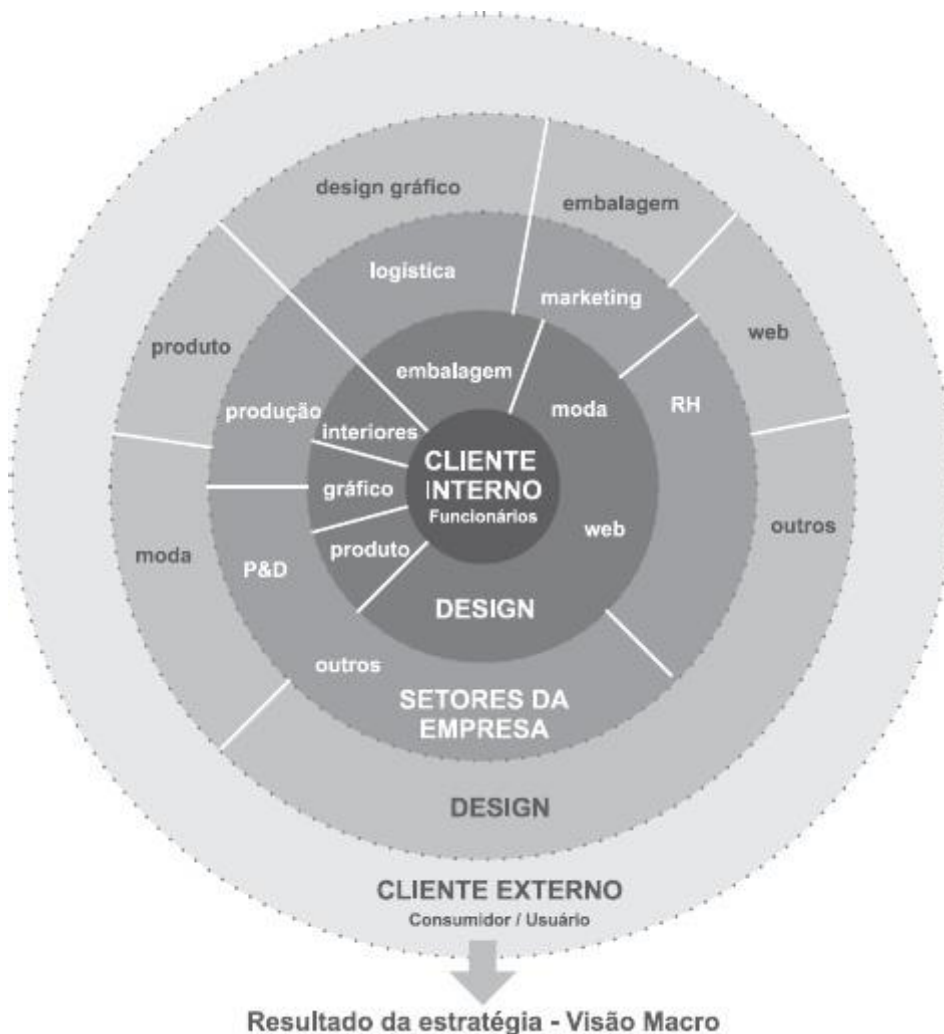 design gráfico
embalagem
logística
marketing
produto
web
embalagem
moda
RH
produção
interiores
CLIENTE
INTERNO
Funcionários
gráfico
web
outros
moda
P&D
produto
DESIGN
outros
SETORES DA
EMPRESA
DESIGN
CLIENTE EXTERNO
Consumidor / Usuário
Resultado da estratégia - Visão Macro